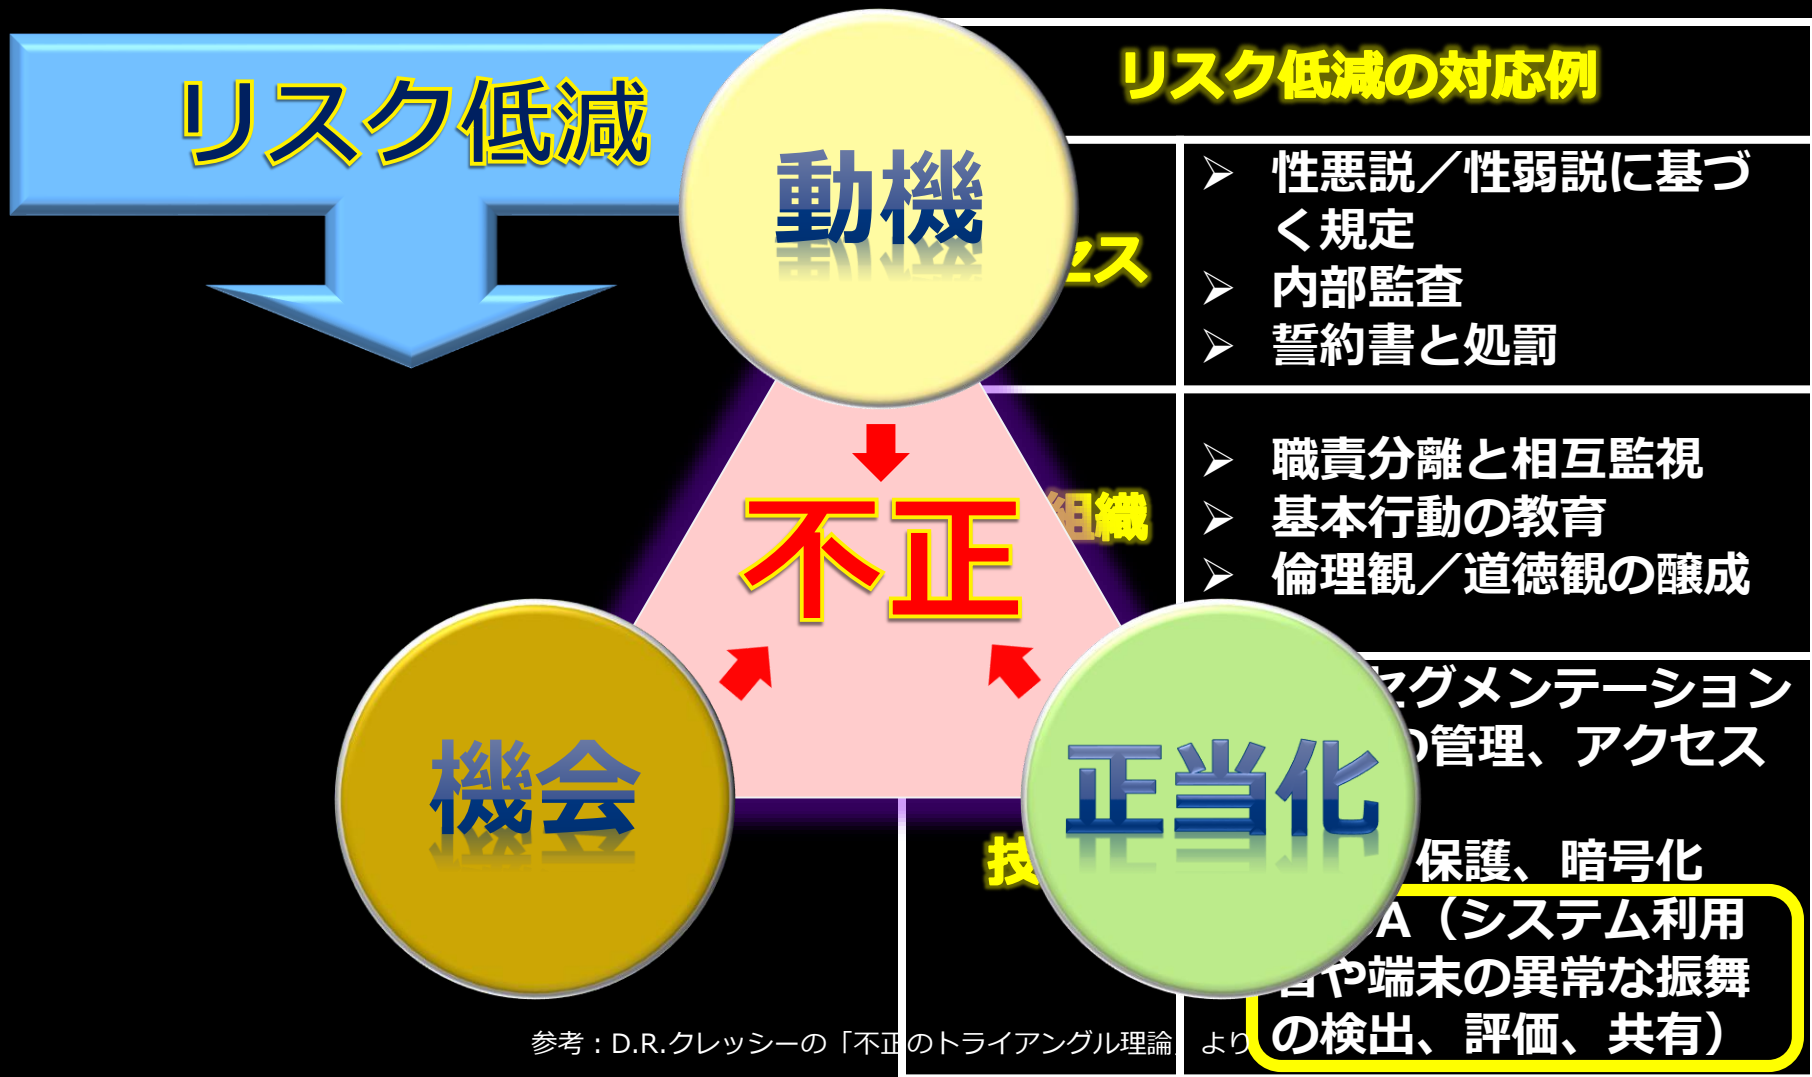 リスク低減
動機
不正
機会
正当化
リスク低減の対応例
セス
➢ 性悪説／性弱説に基づ
く規定
➢ 内部監査
➢ 誓約書と処罰
組織
➢ 職責分離と相互監視
➢ 基本行動の教育
➢ 倫理観／道徳観の醸成
技
セグメンテーション
の管理、アクセス
保護、暗号化
A（システム利用
者や端末の異常な振舞
の検出、評価、共有）
参考：D.R.クレッシーの「不正のトライアングル理論」より